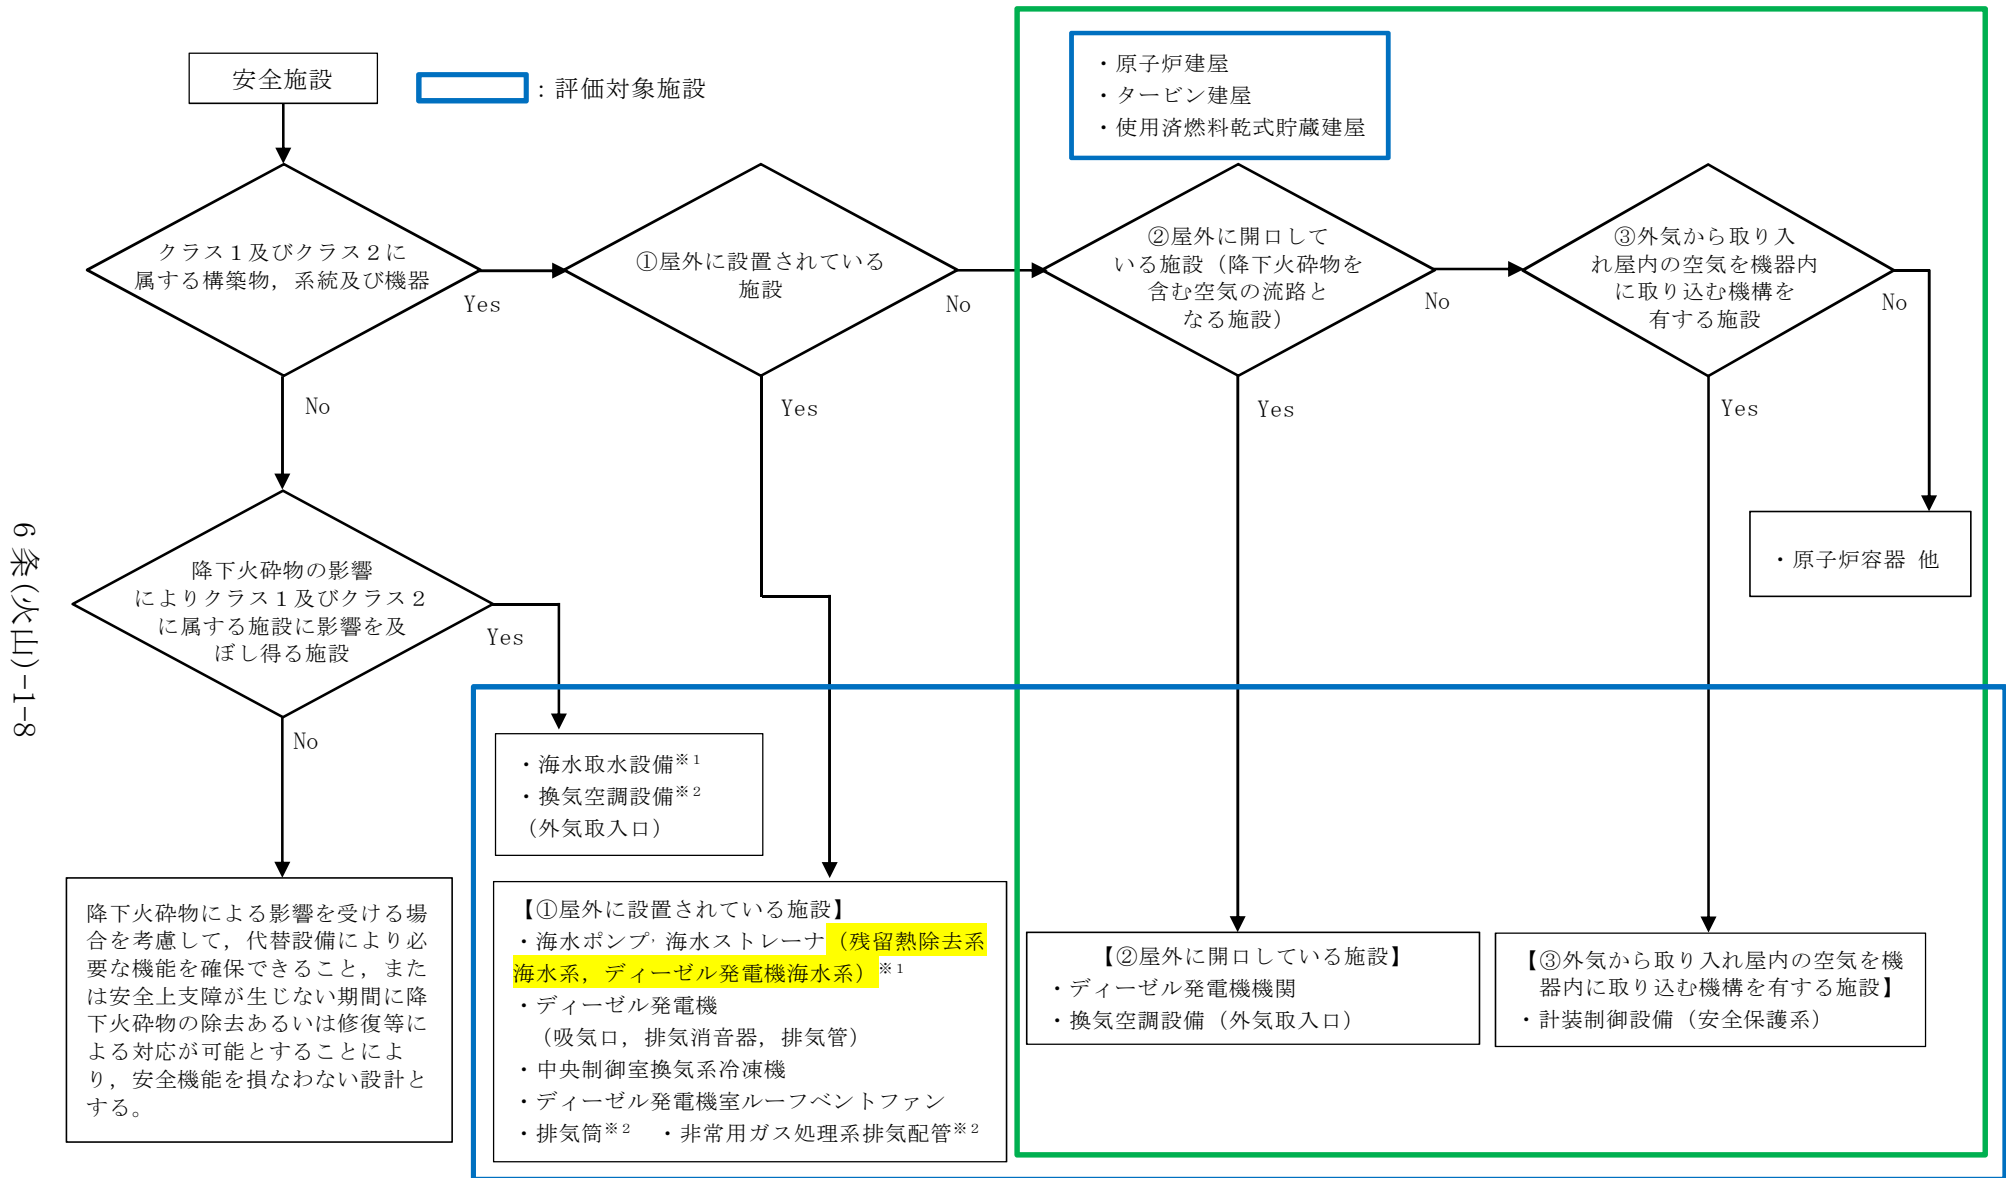 安全施設
：評価対象施設
・原子炉建屋
・タービン建屋
・使用済燃料乾式貯蔵建屋
クラス１及びクラス２に
属する構築物，系統及び機器
Yes
No
①屋外に設置されている
施設
No
Yes
②屋外に開口して
いる施設（降下火砕物を
含む空気の流路と
なる施設）
No
Yes
③外気から取り入
れ屋内の空気を機器内
に取り込む機構を
有する施設
No
Yes
・原子炉容器 他
降下火砕物の影響
によりクラス１及びクラス２
に属する施設に影響を及
ぼし得る施設
Yes
No
・海水取水設備※1
・換気空調設備※2
（外気取入口）
降下火砕物による影響を受ける場
合を考慮して，代替設備により必
要な機能を確保できること，また
は安全上支障が生じない期間に降
下火砕物の除去あるいは修復等に
よる対応が可能とすることによ
り，安全機能を損なわない設計と
する。
【①屋外に設置されている施設】
・海水ポンプ，海水ストレーナ（残留熱除去系
海水系，ディーゼル発電機海水系）※1
・ディーゼル発電機
（吸気口，排気消音器，排気管）
・中央制御室換気系冷凍機
・ディーゼル発電機室ルーフベントファン
・排気筒※2 ・非常用ガス処理系排気配管※2
【②屋外に開口している施設】
・ディーゼル発電機機関
・換気空調設備（外気取入口）
【③外気から取り入れ屋内の空気を機
器内に取り込む機構を有する施設】
・計装制御設備（安全保護系）
6 条(火山)-1-8